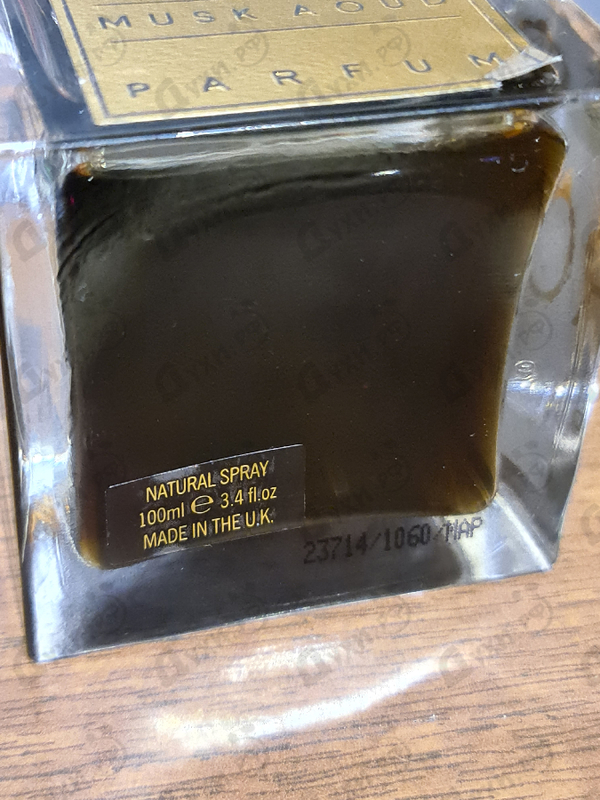 MUSK AOUD
PARFUM
NATURAL SPRAY
100ml e 3.4 fl.oz
MADE IN THE U.K.
23714/1060/MAP